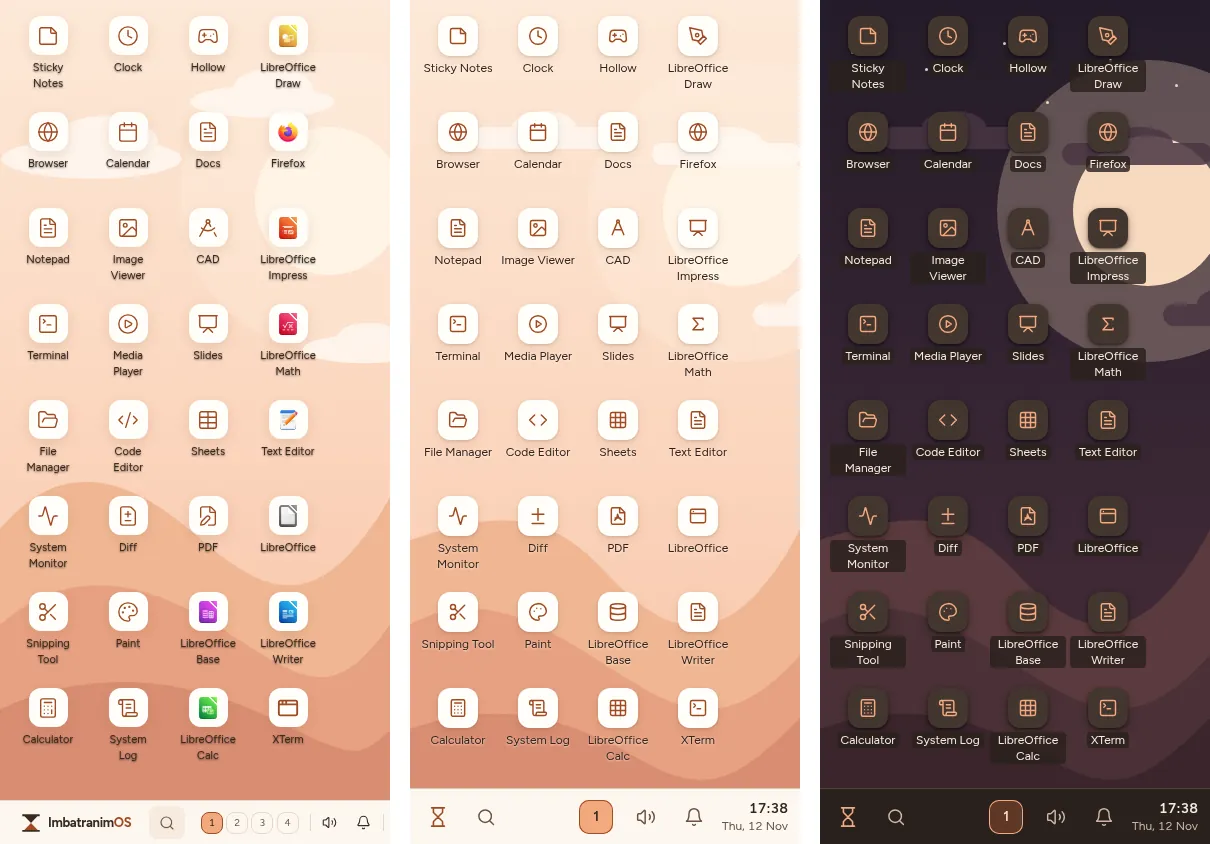 Sticky
Notes
Clock
Hollow
LibreOffice
Draw
Browser
Calendar
Docs
Firefox
Notepad
Image
Viewer
CAD
LibreOffice
Impress
Terminal
Media
Player
Slides
LibreOffice
Math
File
Manager
Code
Editor
Sheets
Text Editor
System
Monitor
Diff
PDF
LibreOffice
Snipping
Tool
Paint
LibreOffice
Base
LibreOffice
Writer
Calculator
System
Log
LibreOffice
Calc
XTerm
ImbatranimOS
1 2 3 4
Sticky Notes
Clock
Hollow
LibreOffice
Draw
Browser
Calendar
Docs
Firefox
Notepad
Image Viewer
CAD
LibreOffice
Impress
Terminal
Media Player
Slides
LibreOffice
Math
File Manager
Code Editor
Sheets
Text Editor
System
Monitor
Diff
PDF
LibreOffice
Snipping Tool
Paint
LibreOffice
Base
LibreOffice
Writer
Calculator
System Log
LibreOffice
Calc
XTerm
1
17:38
Thu, 12 Nov
Sticky
Notes
Clock
Hollow
LibreOffice
Draw
Browser
Calendar
Docs
Firefox
Notepad
Image
Viewer
CAD
LibreOffice
Impress
Terminal
Media Player
Slides
LibreOffice
Math
File
Manager
Code Editor
Sheets
Text Editor
System
Monitor
Diff
PDF
LibreOffice
Snipping
Tool
Paint
LibreOffice
Base
LibreOffice
Writer
Calculator
System Log
LibreOffice
Calc
XTerm
1
17:38
Thu, 12 Nov